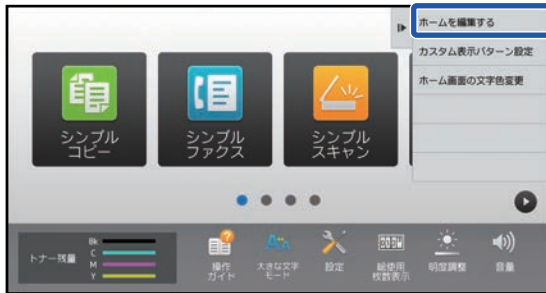 ホームを編集する
カスタム表示パターン設定
ホーム画面の文字色変更
シンプル
コピー
シンプル
ファクス
シンプル
スキャン
トナー残量
Bk
C
M
Y
操作
ガイド
大きな文字
モード
設定
総使用
枚数表示
明度調整
音量